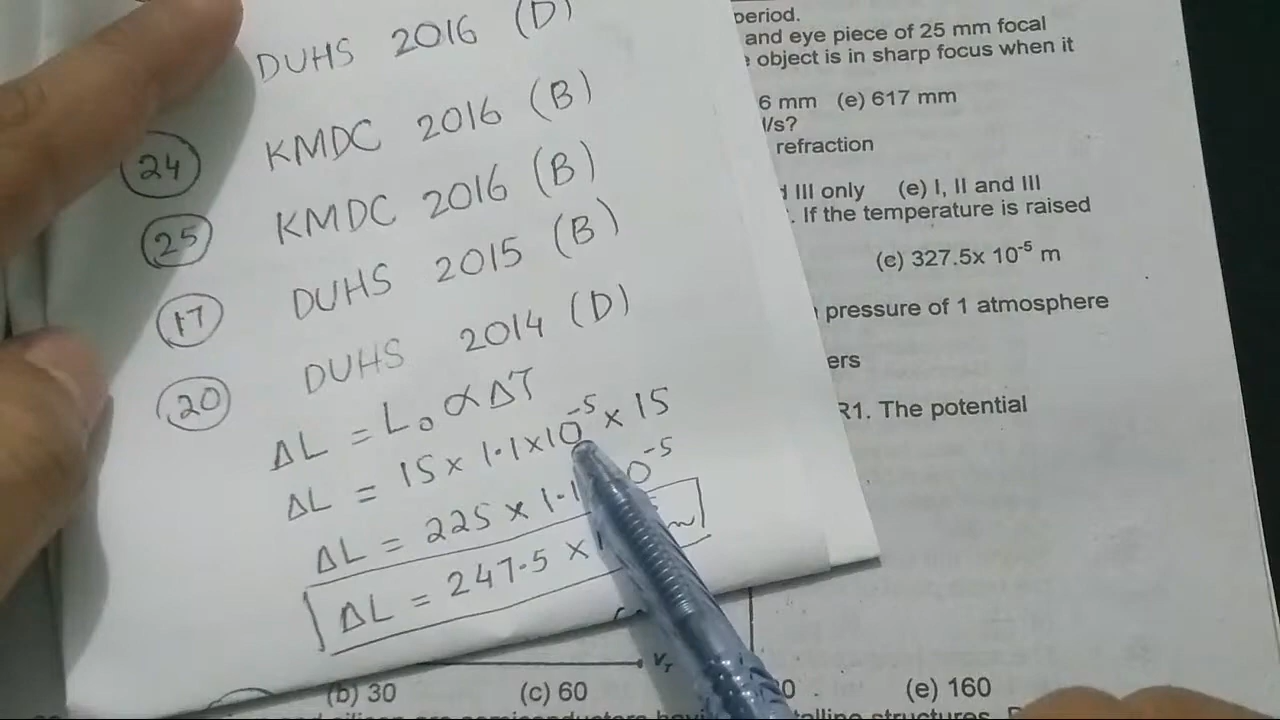 DUHS 2016 (D)
24 KMDC 2016 (B)
25 KMDC 2016 (B)
17 DUHS 2015 (B)
20 DUHS 2014 (D)
ΔL = L₀ α ΔT
ΔL = 15 × 1.1 × 10⁻⁵ × 15
ΔL = 225 × 1.1 0⁻⁵
ΔL = 247.5 × m
period.
and eye piece of 25 mm focal
object is in sharp focus when it
6 mm (e) 617 mm
/s?
refraction
III only (e) I, II and III
. If the temperature is raised
(e) 327.5x 10⁻⁵ m
pressure of 1 atmosphere
ers
R1. The potential
(b) 30 (c) 60 0 (e) 160